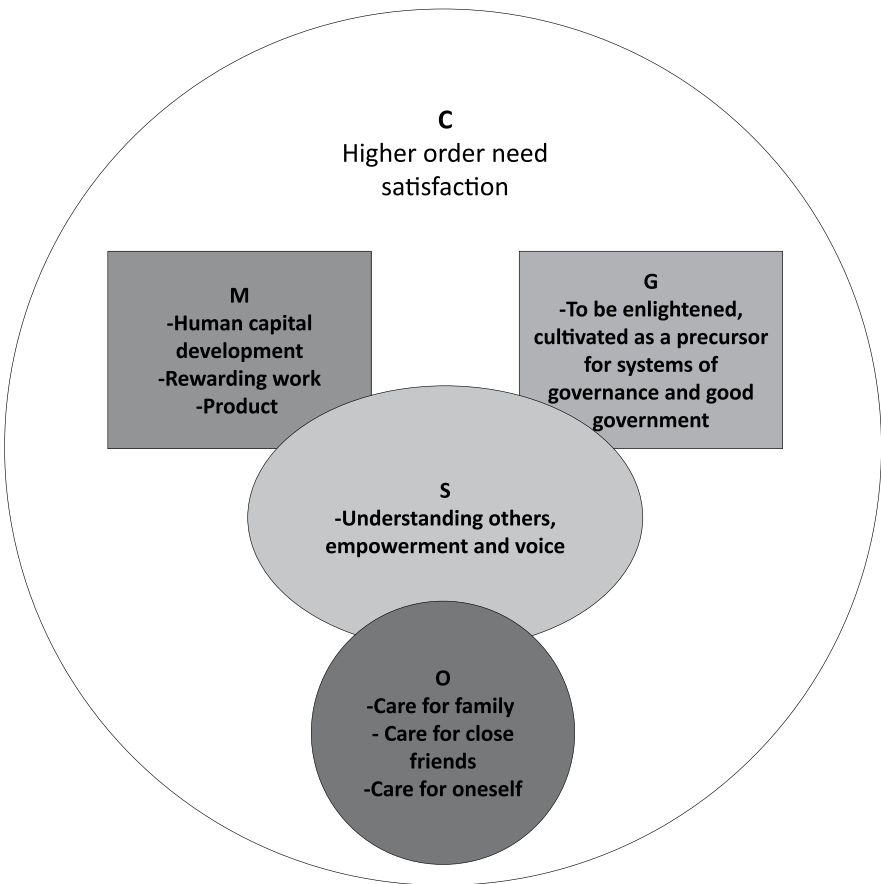 C
Higher order need
satisfaction
M
-Human capital
development
-Rewarding work
-Product
G
-To be enlightened,
cultivated as a precursor
for systems of
governance and good
government
S
-Understanding others,
empowerment and voice
O
-Care for family
- Care for close
friends
-Care for oneself